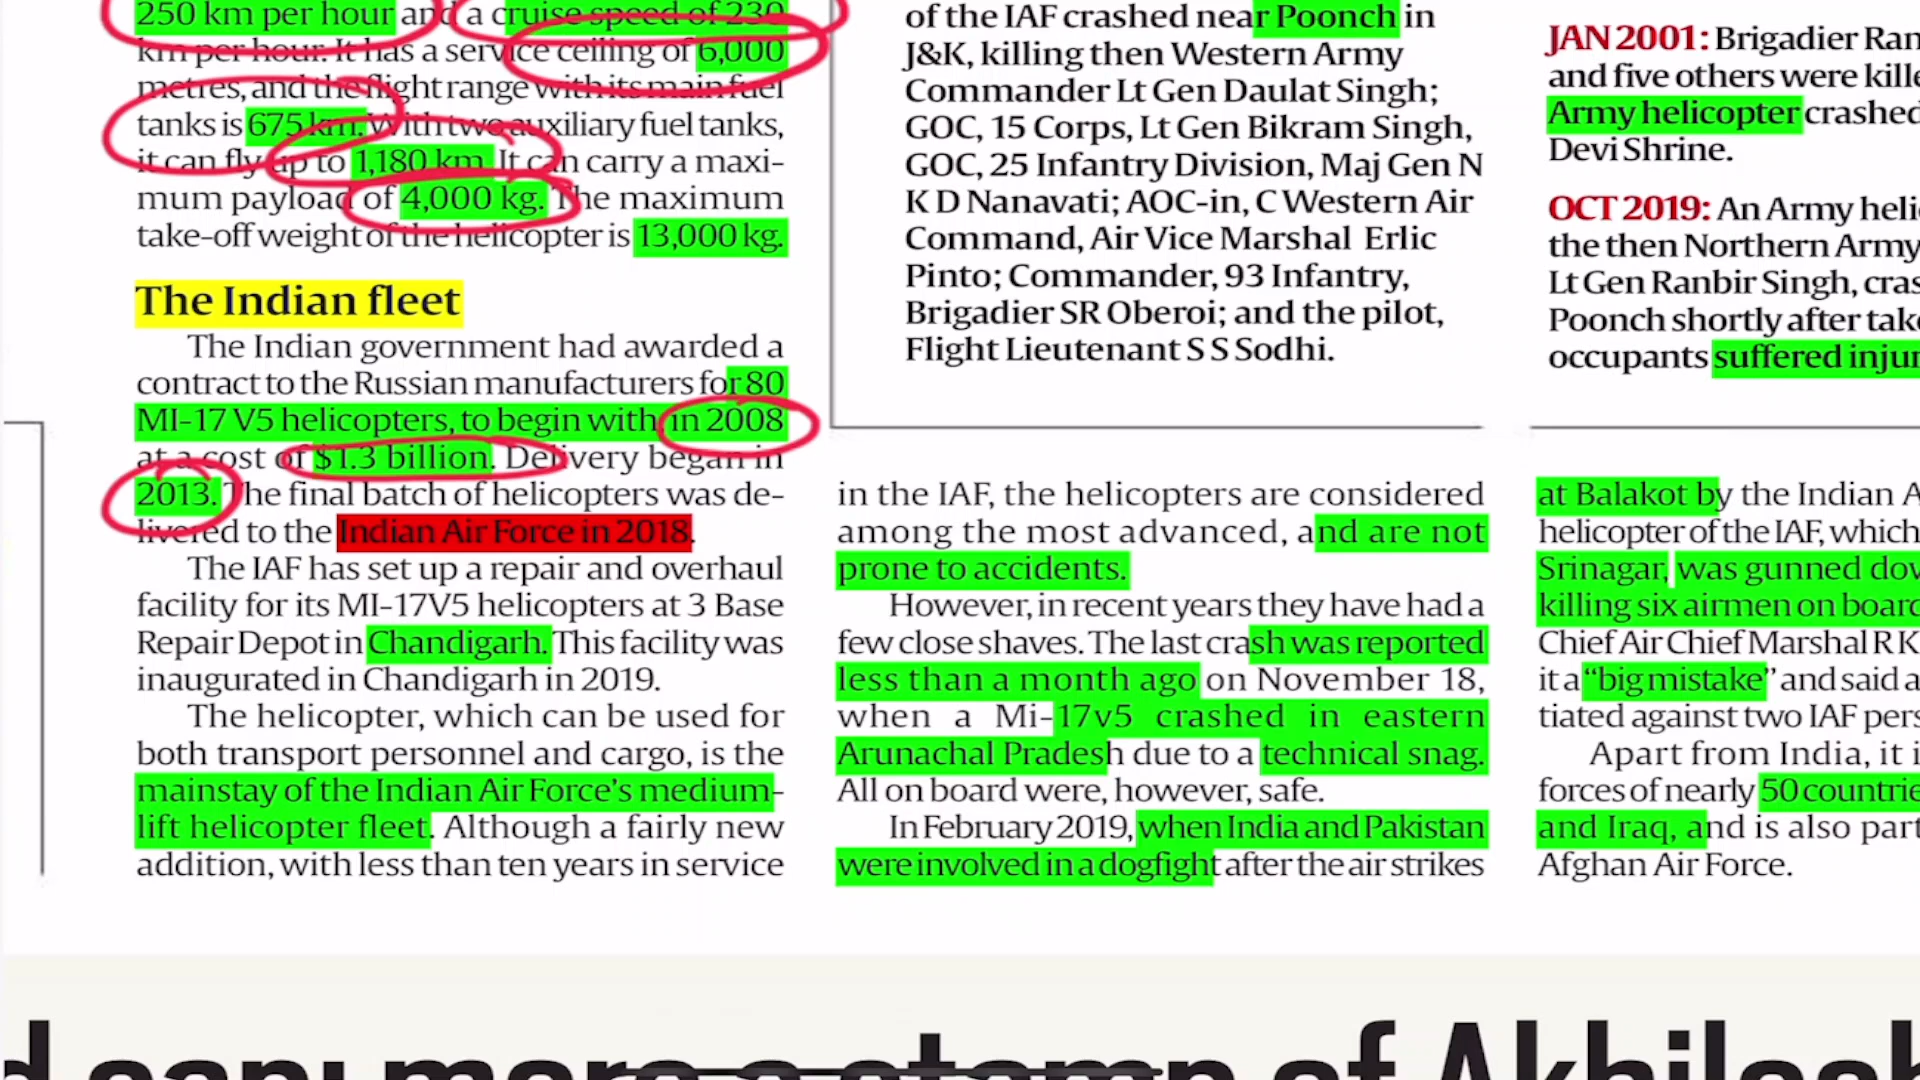 250 km per hour and a cruise speed of 230
km per hour. It has a service ceiling of 6,000
metres, and the flight range with its main fuel
tanks is 675 km. With two auxiliary fuel tanks,
it can fly up to 1,180 km. It can carry a maxi-
mum payload of 4,000 kg. The maximum
take-off weight of the helicopter is 13,000 kg.
The Indian fleet
The Indian government had awarded a
contract to the Russian manufacturers for 80
MI-17 V5 helicopters, to begin with, in 2008
at a cost of $1.3 billion. Delivery began in
2013. The final batch of helicopters was de-
livered to the Indian Air Force in 2018.
The IAF has set up a repair and overhaul
facility for its MI-17V5 helicopters at 3 Base
Repair Depot in Chandigarh. This facility was
inaugurated in Chandigarh in 2019.
The helicopter, which can be used for
both transport personnel and cargo, is the
mainstay of the Indian Air Force's medium-
lift helicopter fleet. Although a fairly new
addition, with less than ten years in service
of the IAF crashed near Poonch in
J&K, killing then Western Army
Commander Lt Gen Daulat Singh;
GOC, 15 Corps, Lt Gen Bikram Singh,
GOC, 25 Infantry Division, Maj Gen N
K D Nanavati; AOC-in, C Western Air
Command, Air Vice Marshal Erlic
Pinto; Commander, 93 Infantry,
Brigadier SR Oberoi; and the pilot,
Flight Lieutenant S S Sodhi.
in the IAF, the helicopters are considered
among the most advanced, and are not
prone to accidents.
However, in recent years they have had a
few close shaves. The last crash was reported
less than a month ago on November 18,
when a Mi-17v5 crashed in eastern
Arunachal Pradesh due to a technical snag.
All on board were, however, safe.
In February 2019, when India and Pakistan
were involved in a dogfight after the air strikes
JAN 2001: Brigadier Ran
and five others were kille
Army helicopter crashed
Devi Shrine.
OCT 2019: An Army helic
the then Northern Army
Lt Gen Ranbir Singh, cras
Poonch shortly after take
occupants suffered injur
at Balakot by the Indian A
helicopter of the IAF, which
Srinagar, was gunned dow
killing six airmen on board
Chief Air Chief Marshal R K
it a “big mistake” and said a
tiated against two IAF pers
Apart from India, it i
forces of nearly 50 countrie
and Iraq, and is also part
Afghan Air Force.
more a stamp of Akhilesh